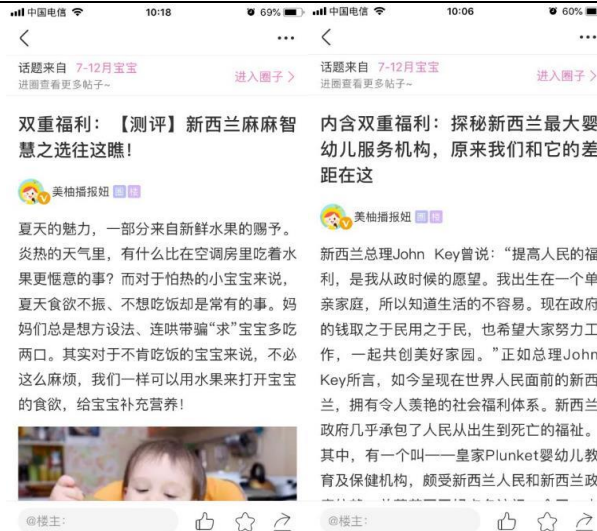 中国电信
10:18
69%
话题来自 7-12月宝宝
进圈查看更多帖子~
进入圈子
双重福利：【测评】新西兰麻麻智
慧之选往这瞧！
美柚播报妞 圈 楼
夏天的魅力，一部分来自新鲜水果的赐予。
炎热的天气里，有什么比在空调房里吃着水
果更惬意的事？而对于怕热的小宝宝来说，
夏天食欲不振、不想吃饭却是常有的事。妈
妈们总是想方设法、连哄带骗“求”宝宝多吃
两口。其实对于不肯吃饭的宝宝来说，不必
这么麻烦，我们一样可以用水果来打开宝宝
的食欲，给宝宝补充营养！
@楼主:
中国电信
10:06
60%
话题来自 7-12月宝宝
进圈查看更多帖子~
进入圈子
内含双重福利：探秘新西兰最大婴
幼儿服务机构，原来我们和它的差
距在这
美柚播报妞 圈 楼
新西兰总理John Key曾说：“提高人民的福
利，是我从政时候的愿望。我出生在一个单
亲家庭，所以知道生活的不容易。现在政府
的钱取之于民用之于民，也希望大家努力工
作，一起共创美好家园。”正如总理John
Key所言，如今呈现在世界人民面前的新西
兰，拥有令人羡艳的社会福利体系。新西兰
政府几乎承包了人民从出生到死亡的福祉。
其中，有一个叫——皇家Plunket婴幼儿教
育及保健机构，颇受新西兰人民和新西兰政
@楼主: